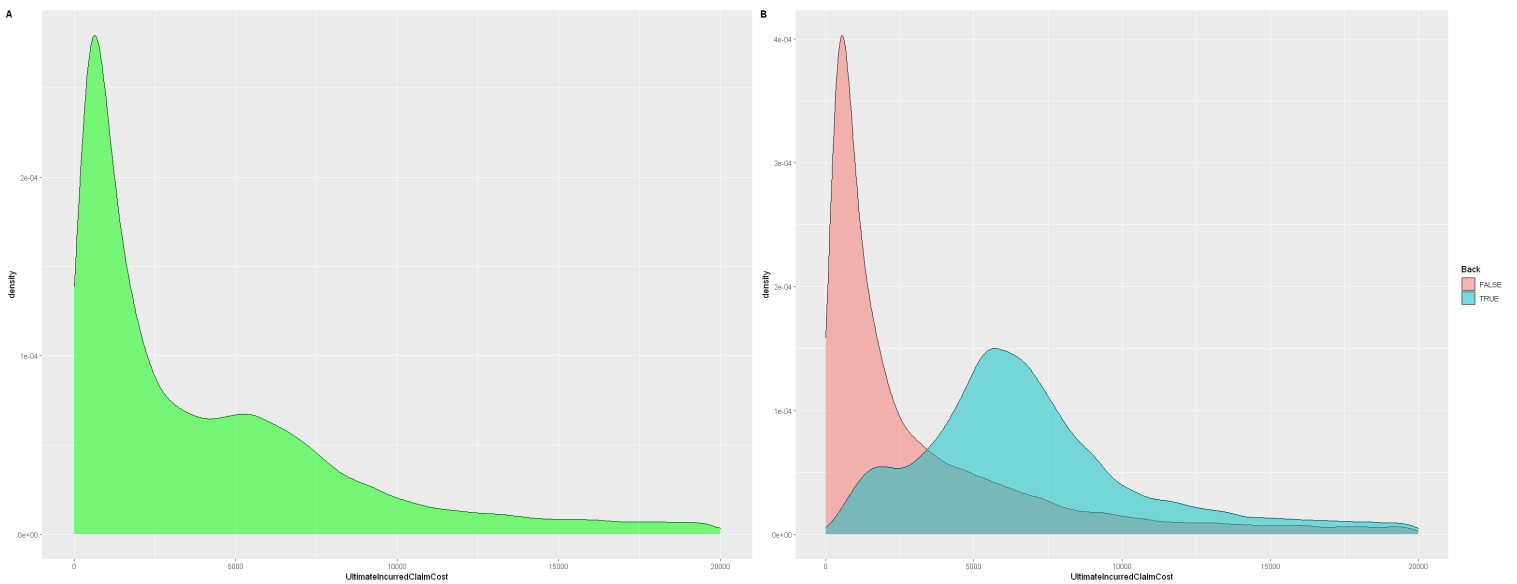 A
density
2e-04
1e-04
0e+00
0
5000
10000
15000
20000
UltimateIncurredClaimCost
B
density
4e-04
3e-04
2e-04
1e-04
0e+00
0
5000
10000
15000
20000
UltimateIncurredClaimCost
Back
FALSE
TRUE